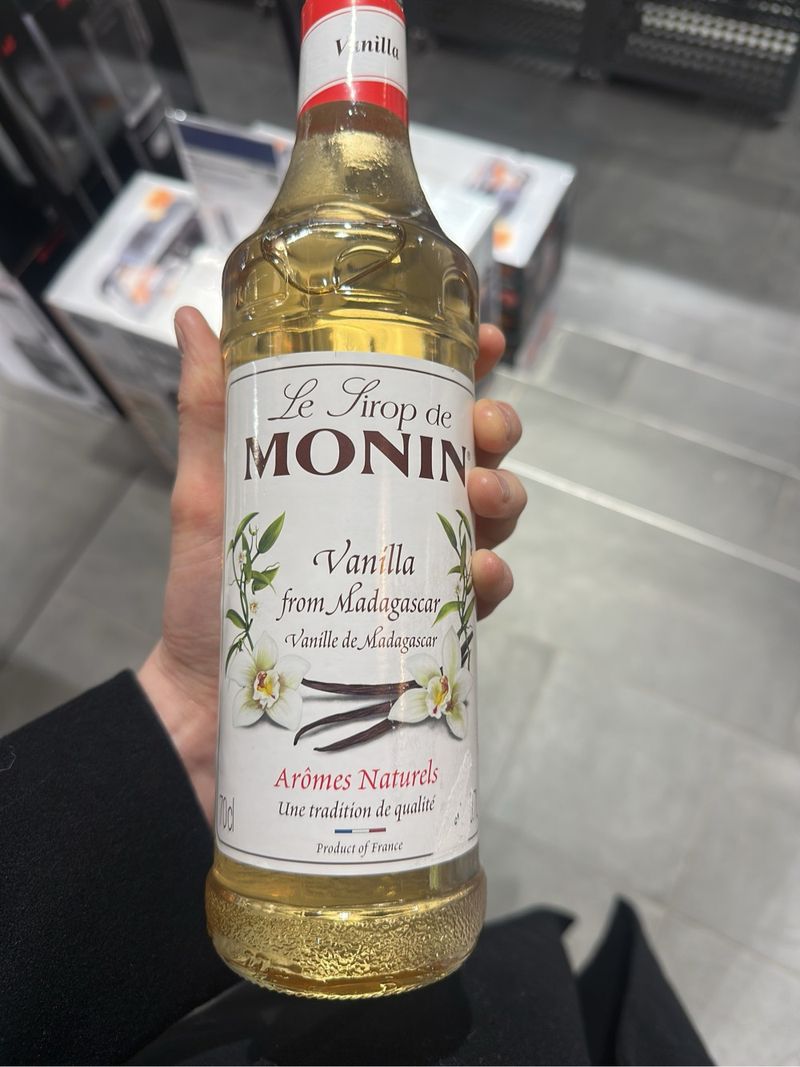 Vanilla
Le Sirop de
MONIN
Vanilla
from Madagascar
Vanille de Madagascar
Arômes Naturels
Une tradition de qualité
70cl
Product of France